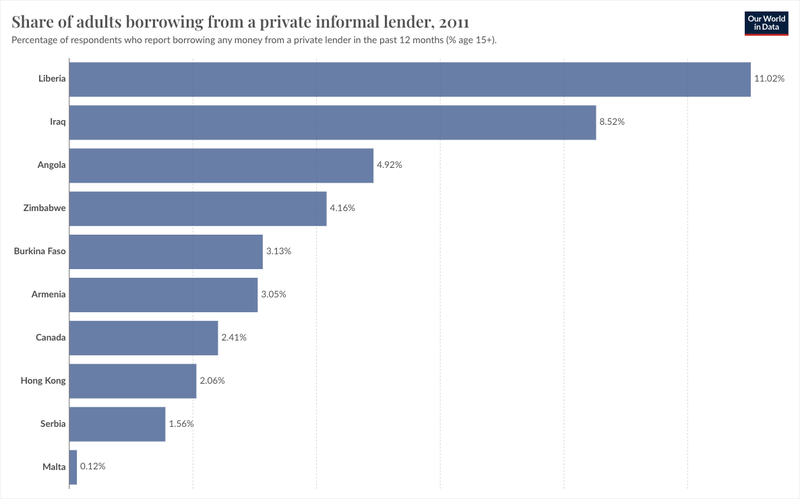 Share of adults borrowing from a private informal lender, 2011
Our World
in Data
Percentage of respondents who report borrowing any money from a private lender in the past 12 months (% age 15+).
Liberia 11.02%
Iraq 8.52%
Angola 4.92%
Zimbabwe 4.16%
Burkina Faso 3.13%
Armenia 3.05%
Canada 2.41%
Hong Kong 2.06%
Serbia 1.56%
Malta 0.12%